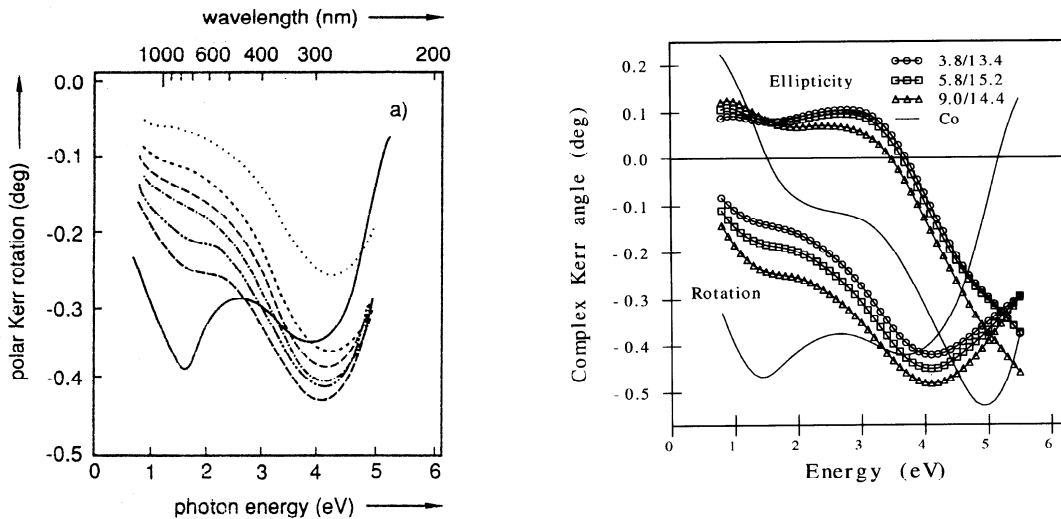 wavelength (nm)
1000 600 400 300 200
0.0
-0.1
-0.2
-0.3
-0.4
-0.5
polar Kerr rotation (deg)
a)
0 1 2 3 4 5 6
photon energy (eV)
0.2
0.1
0.0
- 0.1
- 0.2
- 0.3
- 0.4
- 0.5
Complex Kerr angle (deg)
Ellipticity
3.8/13.4
5.8/15.2
9.0/14.4
Co
Rotation
0 1 2 3 4 5 6
Energy (eV)